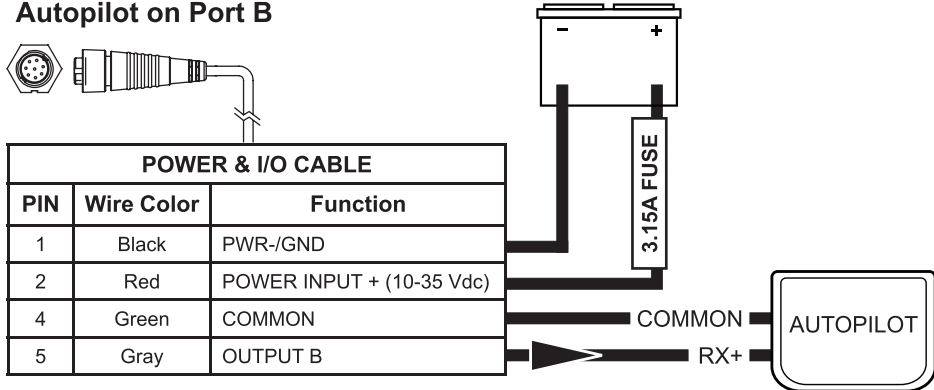 Autopilot on Port B
- +
3.15A FUSE
POWER & I/O CABLE
PIN Wire Color Function
1 Black PWR-/GND
2 Red POWER INPUT + (10-35 Vdc)
4 Green COMMON
5 Gray OUTPUT B
COMMON
RX+
AUTOPILOT